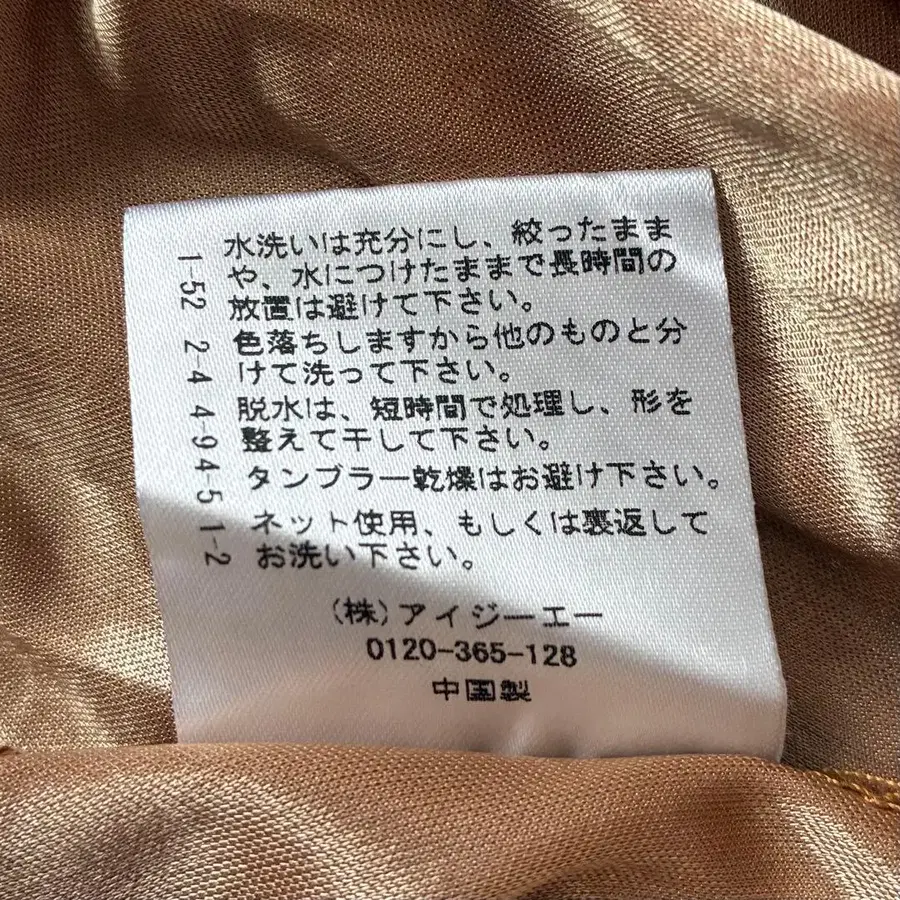 水洗いは充分にし、絞ったまま
や、水につけたままで長時間の
放置は避けて下さい。
色落ちしますから他のものと分
けて洗って下さい。
脱水は、短時間で処理し、形を
整えて干して下さい。
タンブラー乾燥はお避け下さい。
ネット使用、もしくは裏返して
お洗い下さい。
(株)アイジーエー
0120-365-128
中国製
1-52 2-4 4-94-5 1-2